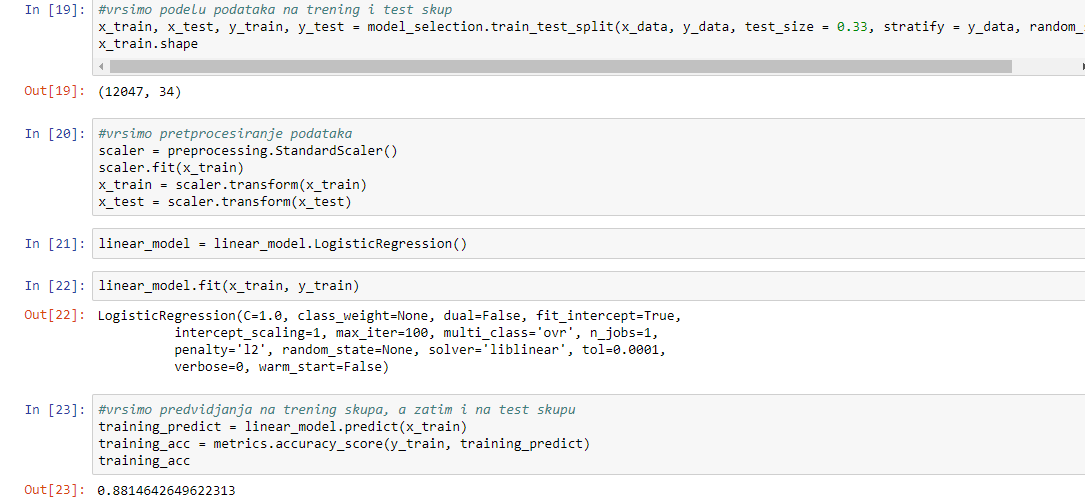 In [19]: #vrsimo podelu podataka na trening i test skup
x_train, x_test, y_train, y_test = model_selection.train_test_split(x_data, y_data, test_size = 0.33, stratify = y_data, random_
x_train.shape
Out[19]: (12047, 34)
In [20]: #vrsimo pretprocesiranje podataka
scaler = preprocessing.StandardScaler()
scaler.fit(x_train)
x_train = scaler.transform(x_train)
x_test = scaler.transform(x_test)
In [21]: linear_model = linear_model.LogisticRegression()
In [22]: linear_model.fit(x_train, y_train)
Out[22]: LogisticRegression(C=1.0, class_weight=None, dual=False, fit_intercept=True,
intercept_scaling=1, max_iter=100, multi_class='ovr', n_jobs=1,
penalty='l2', random_state=None, solver='liblinear', tol=0.0001,
verbose=0, warm_start=False)
In [23]: #vrsimo predvidjanja na trening skupa, a zatim i na test skupu
training_predict = linear_model.predict(x_train)
training_acc = metrics.accuracy_score(y_train, training_predict)
training_acc
Out[23]: 0.8814642649622313